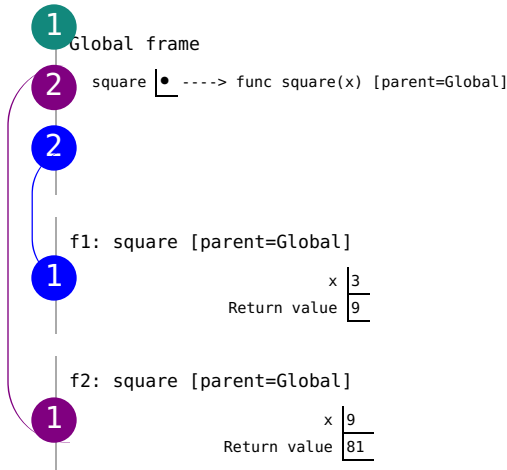 1
Global frame
2
square ● ----> func square(x) [parent=Global]
2
f1: square [parent=Global]
1
x 3
Return value 9
f2: square [parent=Global]
1
x 9
Return value 81